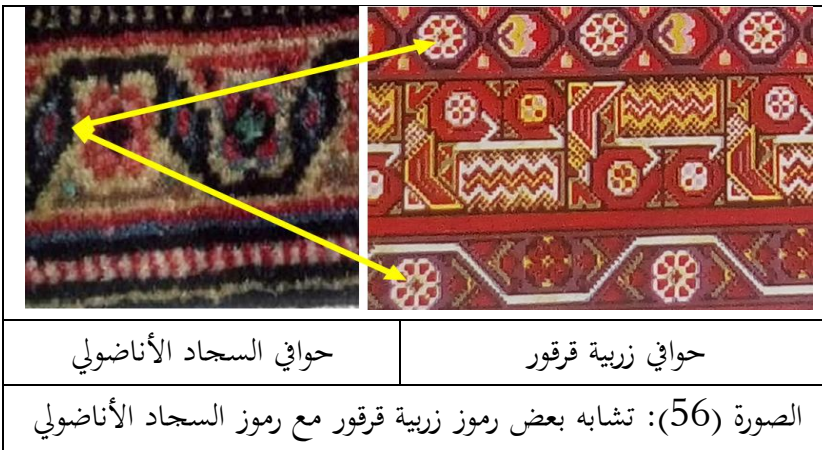 حوافي زربية قرقور
حوافي السجاد الأناضولي
الصورة (56): تشابه بعض رموز زربية قرقور مع رموز السجاد الأناضولي